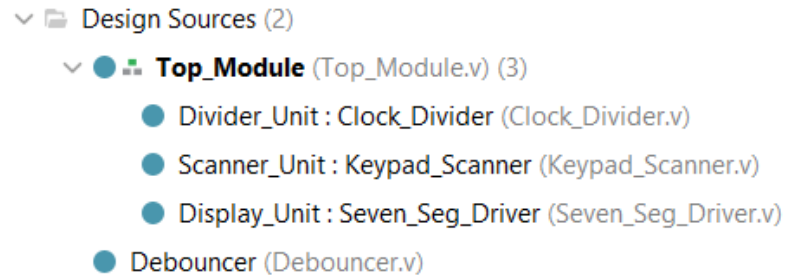 Design Sources (2)
Top_Module (Top_Module.v) (3)
Divider_Unit : Clock_Divider (Clock_Divider.v)
Scanner_Unit : Keypad_Scanner (Keypad_Scanner.v)
Display_Unit : Seven_Seg_Driver (Seven_Seg_Driver.v)
Debouncer (Debouncer.v)